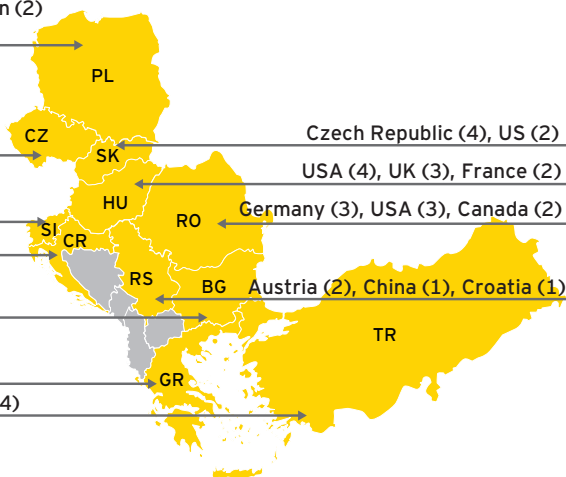 n (2)
PL
CZ
Czech Republic (4), US (2)
SK
USA (4), UK (3), France (2)
HU
Germany (3), USA (3), Canada (2)
RO
SI
CR
RS
BG
Austria (2), China (1), Croatia (1)
TR
GR
4)